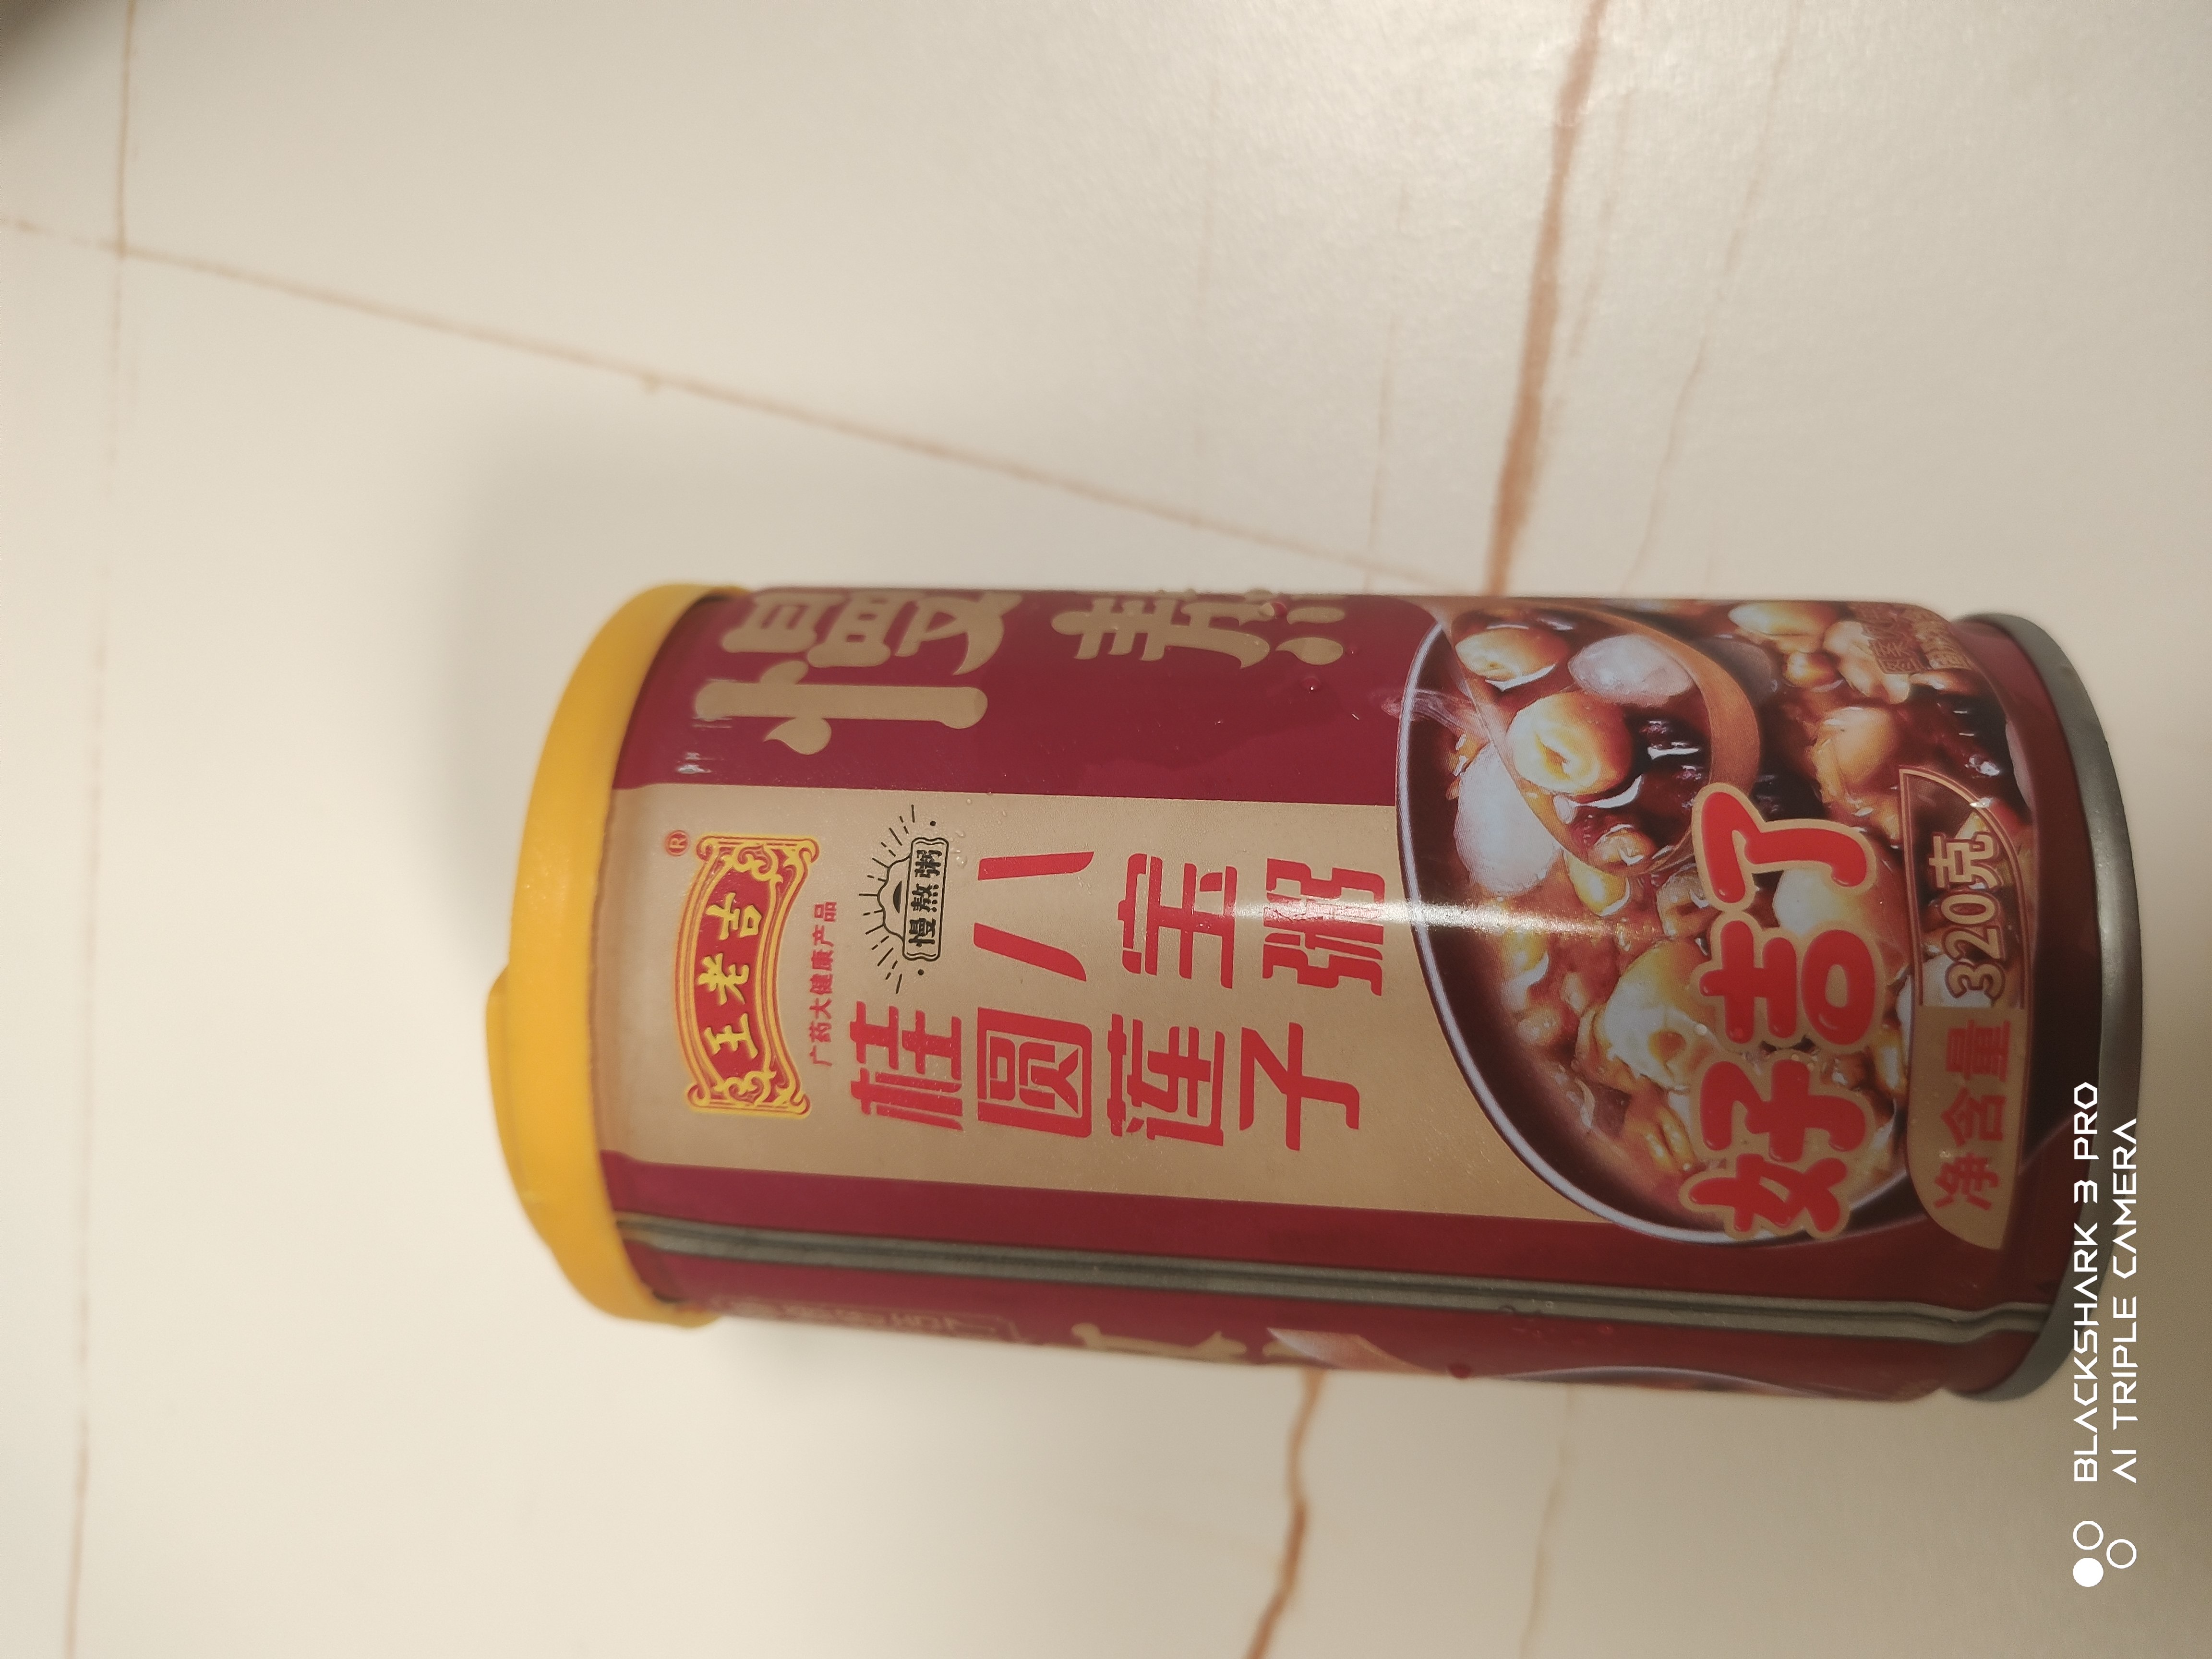 王老吉®
广药大健康产品
桂圆莲子
慢熬粥
八宝粥
好吉了
净含量 320克
慢熬
BLACKSHARK 3 PRO
AI TRIPLE CAMERA